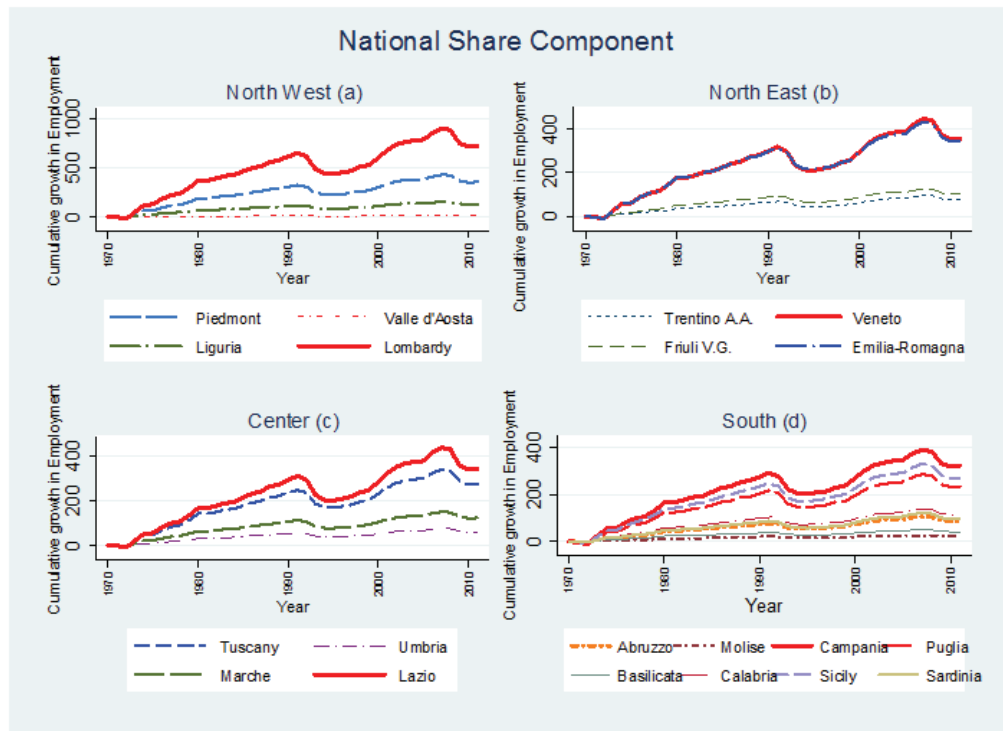 National Share Component
North West (a)
Cumulative growth in Employment
1000
500
0
1970
1980
1990
2000
2010
Year
Piedmont
Valle d'Aosta
Liguria
Lombardy
North East (b)
Cumulative growth in Employment
400
200
0
1970
1980
1990
2000
2010
Year
Trentino A.A.
Veneto
Friuli V.G.
Emilia-Romagna
Center (c)
Cumulative growth in Employment
400
200
0
1970
1980
1990
2000
2010
Year
Tuscany
Umbria
Marche
Lazio
South (d)
Cumulative growth in Employment
400
200
0
1970
1980
1990
2000
2010
Year
Abruzzo
Molise
Campania
Puglia
Basilicata
Calabria
Sicily
Sardinia